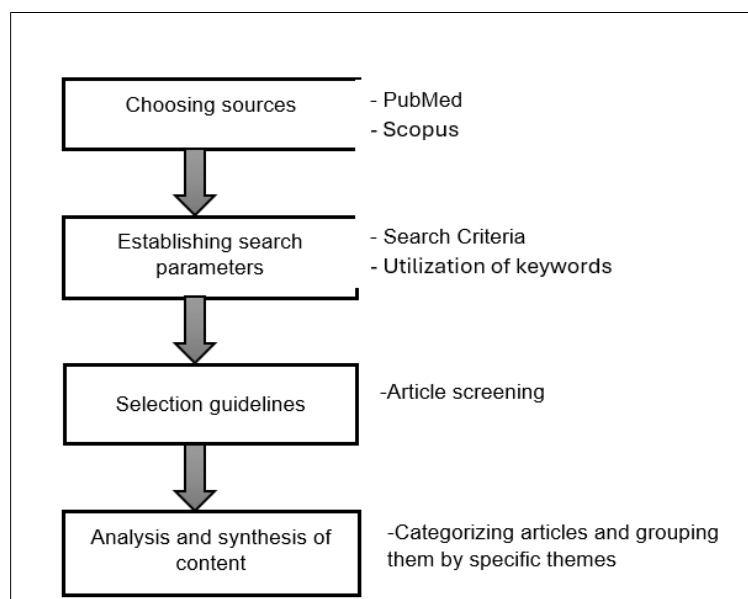 Choosing sources
- PubMed
- Scopus
Establishing search
parameters
- Search Criteria
- Utilization of keywords
Selection guidelines
-Article screening
Analysis and synthesis of
content
-Categorizing articles and grouping
them by specific themes